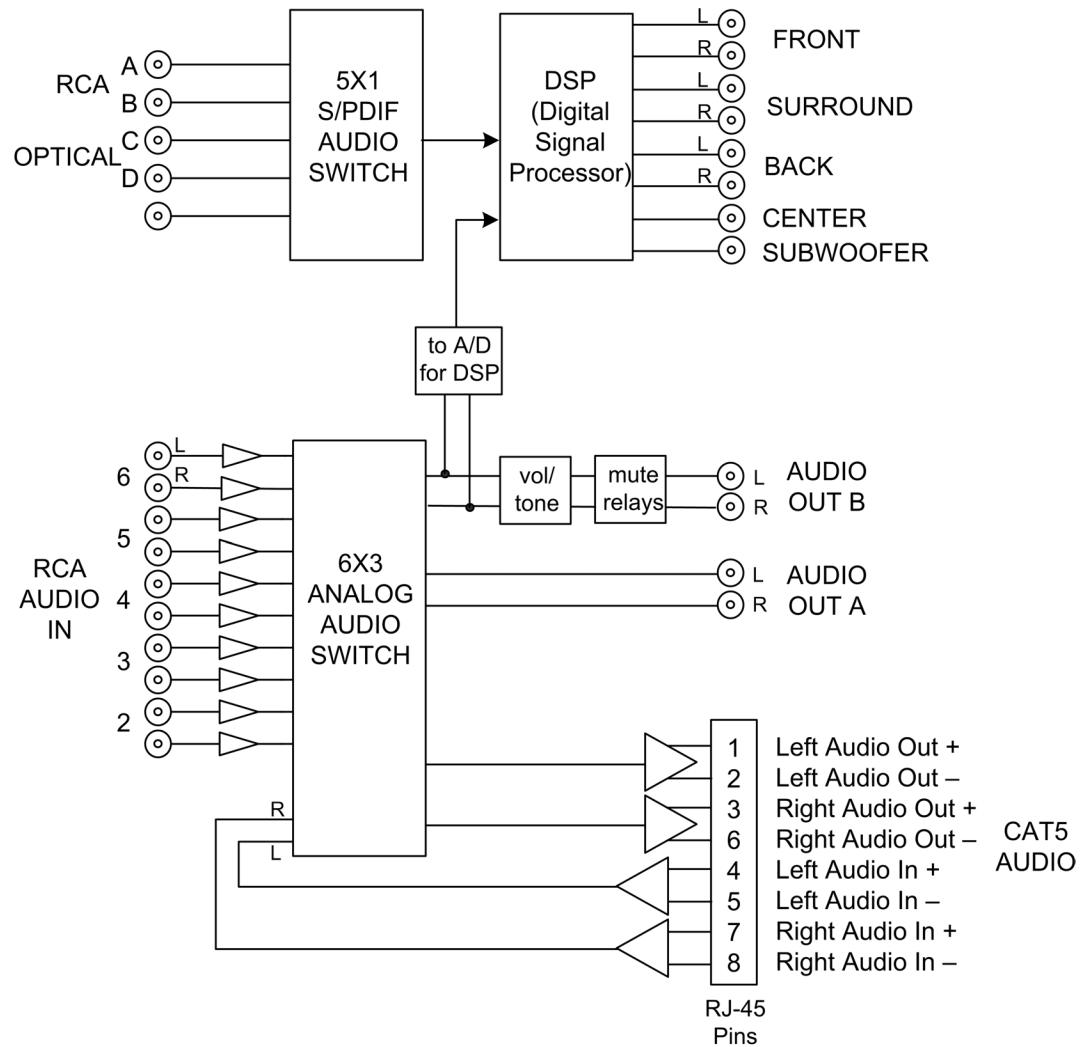 RCA
A
B
OPTICAL
C
D
5X1
S/PDIF
AUDIO
SWITCH
DSP
(Digital
Signal
Processor)
L
R
FRONT
L
R
SURROUND
L
R
BACK
CENTER
SUBWOOFER
to A/D
for DSP
RCA
AUDIO
IN
6
L
R
5
4
3
2
6X3
ANALOG
AUDIO
SWITCH
R
L
vol/
tone
mute
relays
L
R
AUDIO
OUT B
L
R
AUDIO
OUT A
1 Left Audio Out +
2 Left Audio Out –
3 Right Audio Out +
6 Right Audio Out –
4 Left Audio In +
5 Left Audio In –
7 Right Audio In +
8 Right Audio In –
CAT5
AUDIO
RJ-45
Pins